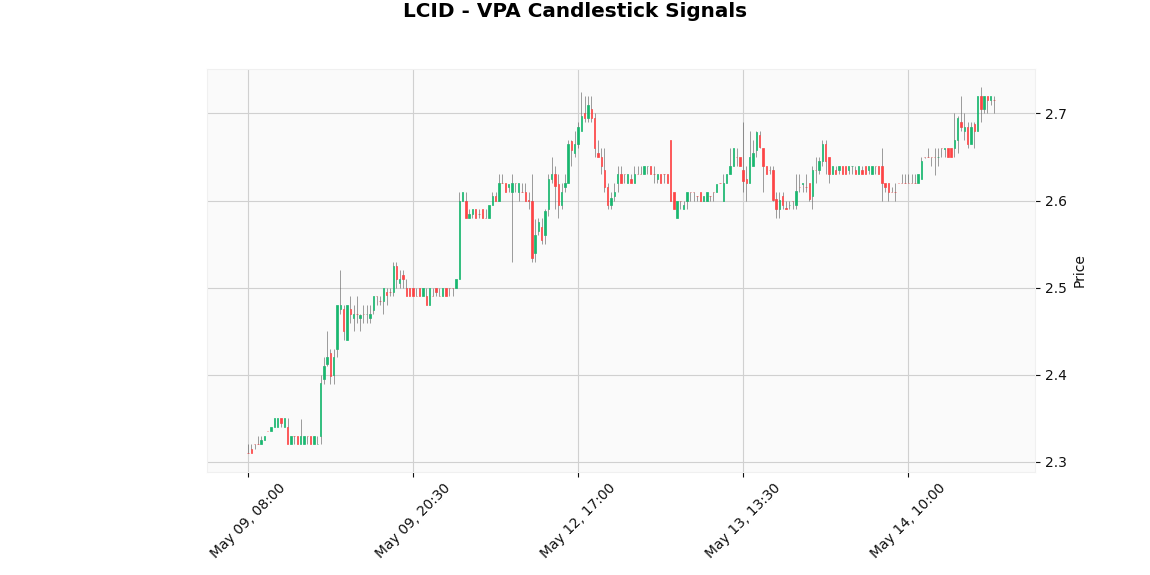 LCID - VPA Candlestick Signals
2.7
2.6
2.5
2.4
2.3
Price
May 09, 08:00
May 09, 20:30
May 12, 17:00
May 13, 13:30
May 14, 10:00